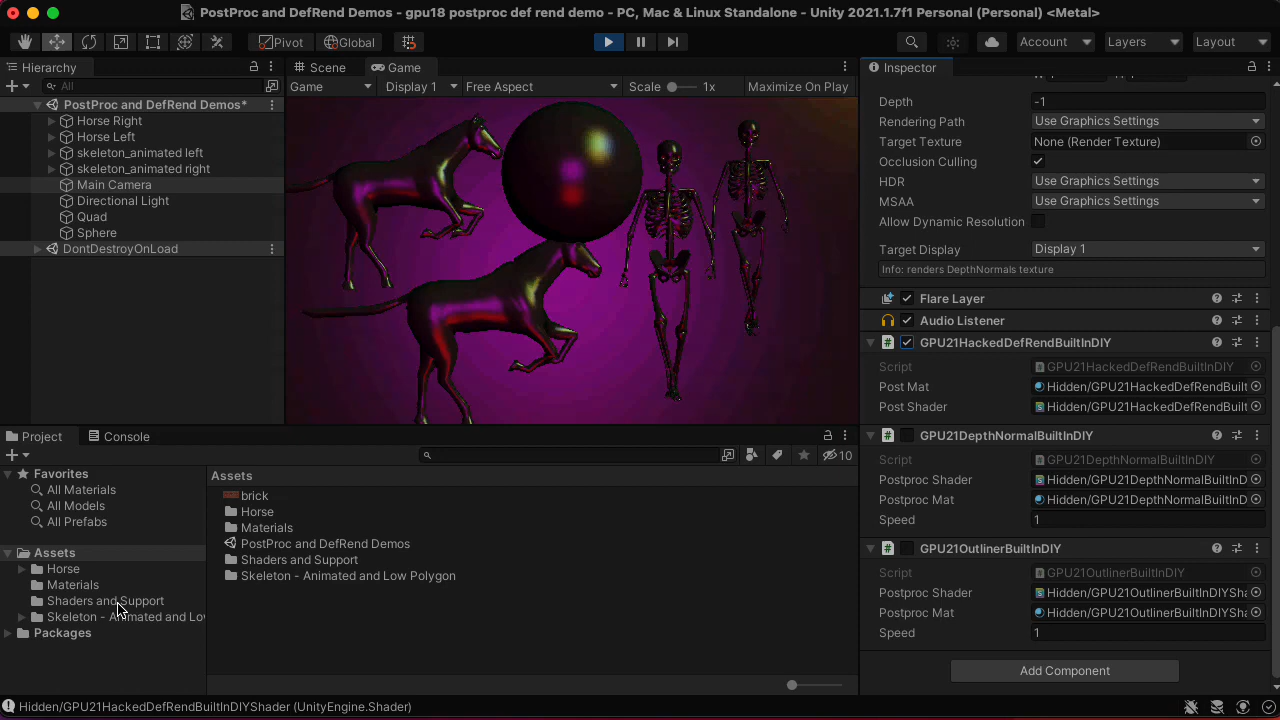 PostProc and DefRend Demos - gpu18 postproc def rend demo - PC, Mac & Linux Standalone - Unity 2021.1.7f1 Personal (Personal) <Metal>
Pivot Global Account Layers Layout
Hierarchy
All
PostProc and DefRend Demos*
Horse Right
Horse Left
skeleton_animated left
skeleton_animated right
Main Camera
Directional Light
Quad
Sphere
DontDestroyOnLoad
Scene Game
Game Display 1 Free Aspect Scale 1x Maximize On Play
Inspector
Depth -1
Rendering Path Use Graphics Settings
Target Texture None (Render Texture)
Occlusion Culling
HDR Use Graphics Settings
MSAA Use Graphics Settings
Allow Dynamic Resolution
Target Display Display 1
Info: renders DepthNormals texture
Flare Layer
Audio Listener
GPU21HackedDefRendBuiltInDIY
Script GPU21HackedDefRendBuiltInDIY
Post Mat Hidden/GPU21HackedDefRendBuilt
Post Shader Hidden/GPU21HackedDefRendBuilt
GPU21DepthNormalBuiltInDIY
Script GPU21DepthNormalBuiltInDIY
Postproc Shader Hidden/GPU21DepthNormalBuiltInD
Postproc Mat Hidden/GPU21DepthNormalBuiltInD
Speed 1
GPU21OutlinerBuiltInDIY
Script GPU21OutlinerBuiltInDIY
Postproc Shader Hidden/GPU21OutlinerBuiltInDIYSha
Postproc Mat Hidden/GPU21OutlinerBuiltInDIYSha
Speed 1
Add Component
Project Console
10
Favorites
All Materials
All Models
All Prefabs
Assets
Horse
Materials
Shaders and Support
Skeleton - Animated and Lov
Packages
Assets
brick
Horse
Materials
PostProc and DefRend Demos
Shaders and Support
Skeleton - Animated and Low Polygon
Hidden/GPU21HackedDefRendBuiltInDIYShader (UnityEngine.Shader)